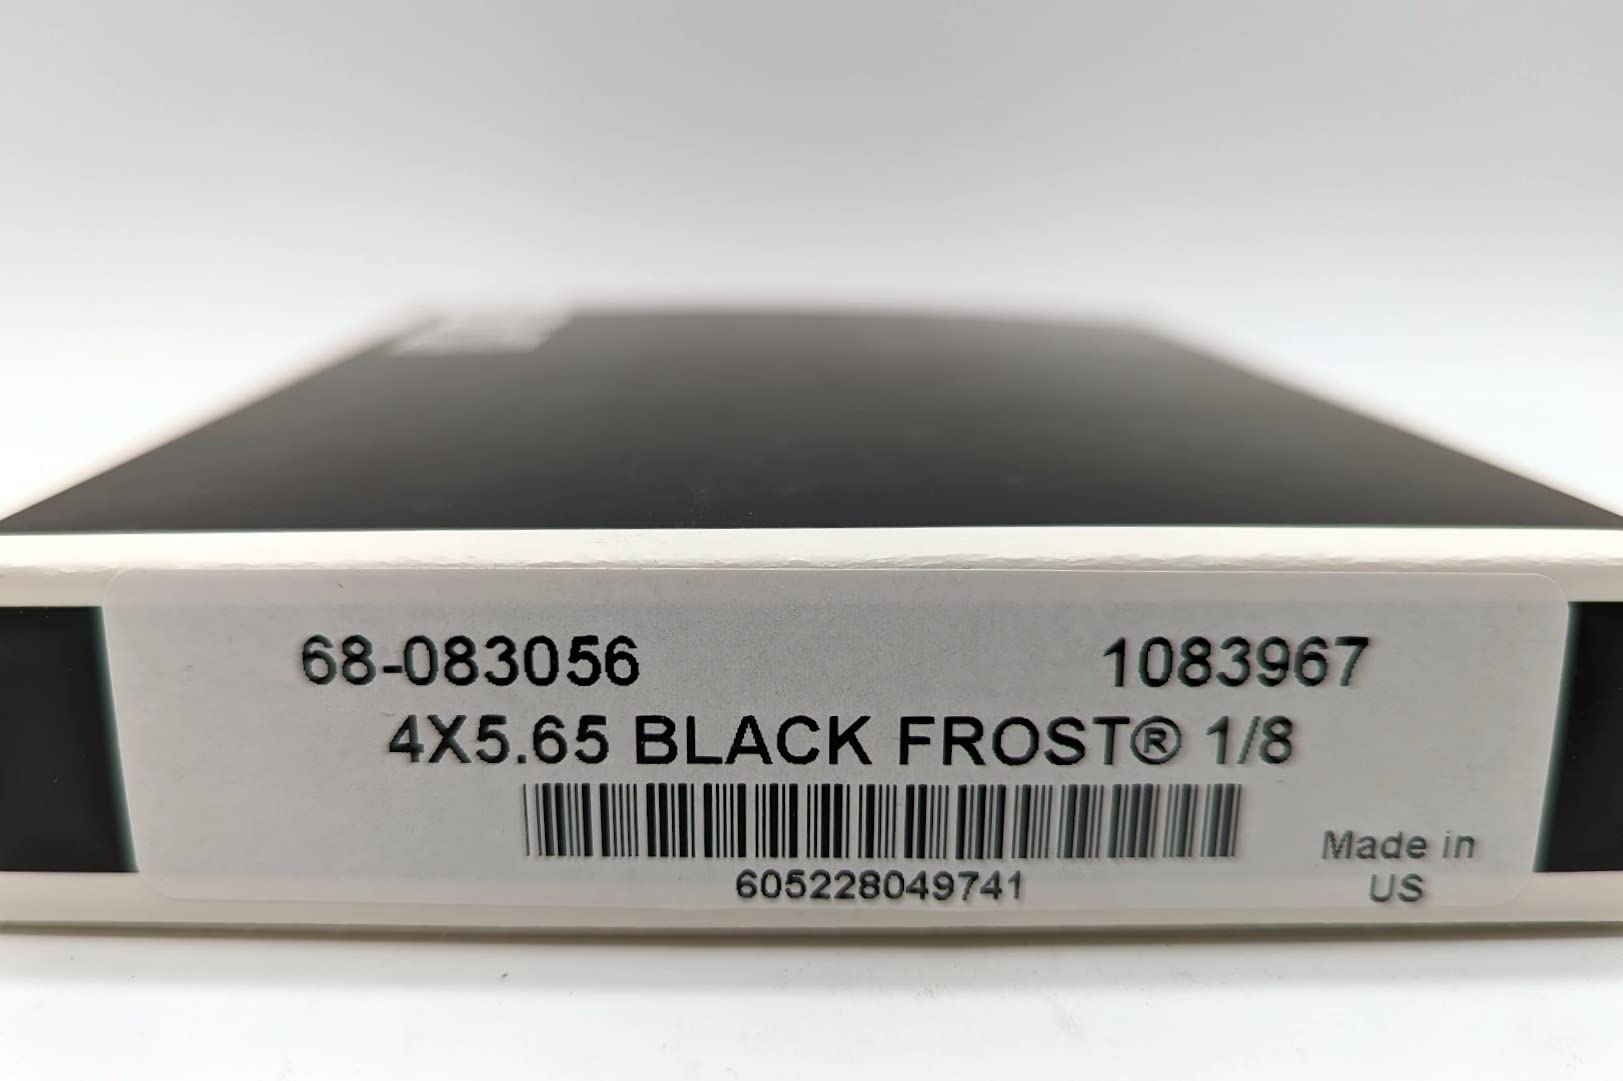 68-083056 1083967
4X5.65 BLACK FROST® 1/8
605228049741
Made in
US